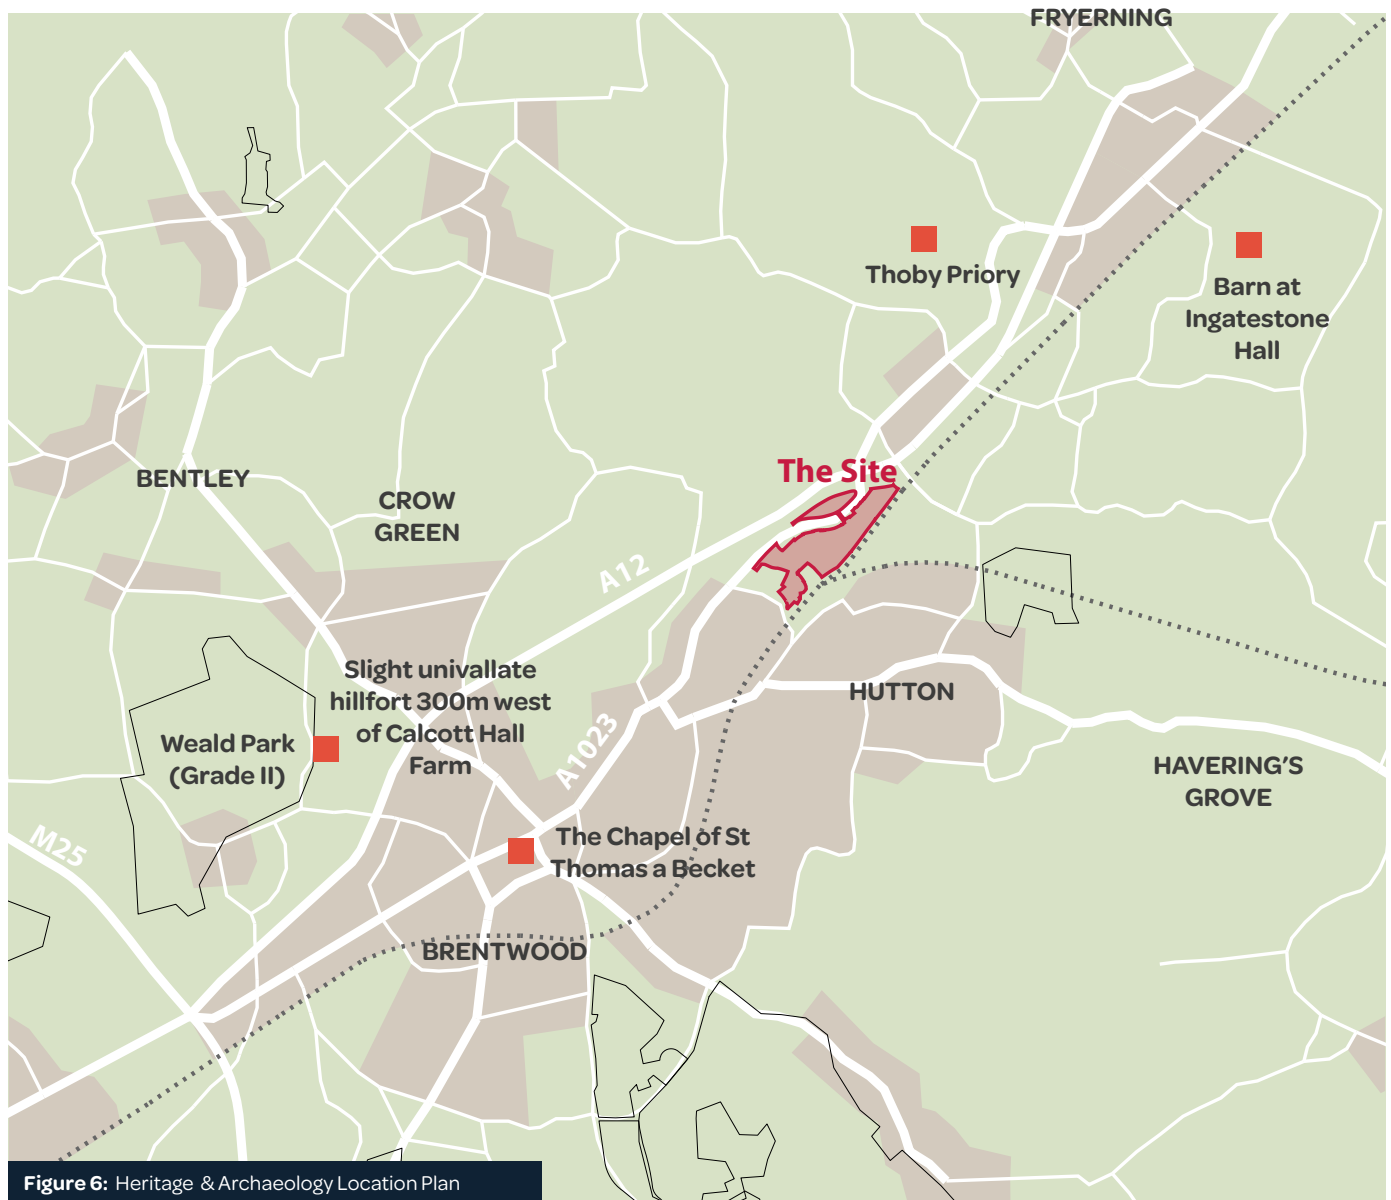 FRYERNING
Thoby Priory
Barn at
Ingatestone
Hall
The Site
BENTLEY
CROW
GREEN
A12
Slight univallate
hillfort 300m west
of Calcott Hall
Farm
HUTTON
Weald Park
(Grade II)
A1023
HAVERING'S
GROVE
M25
The Chapel of St
Thomas a Becket
BRENTWOOD
Figure 6: Heritage & Archaeology Location Plan